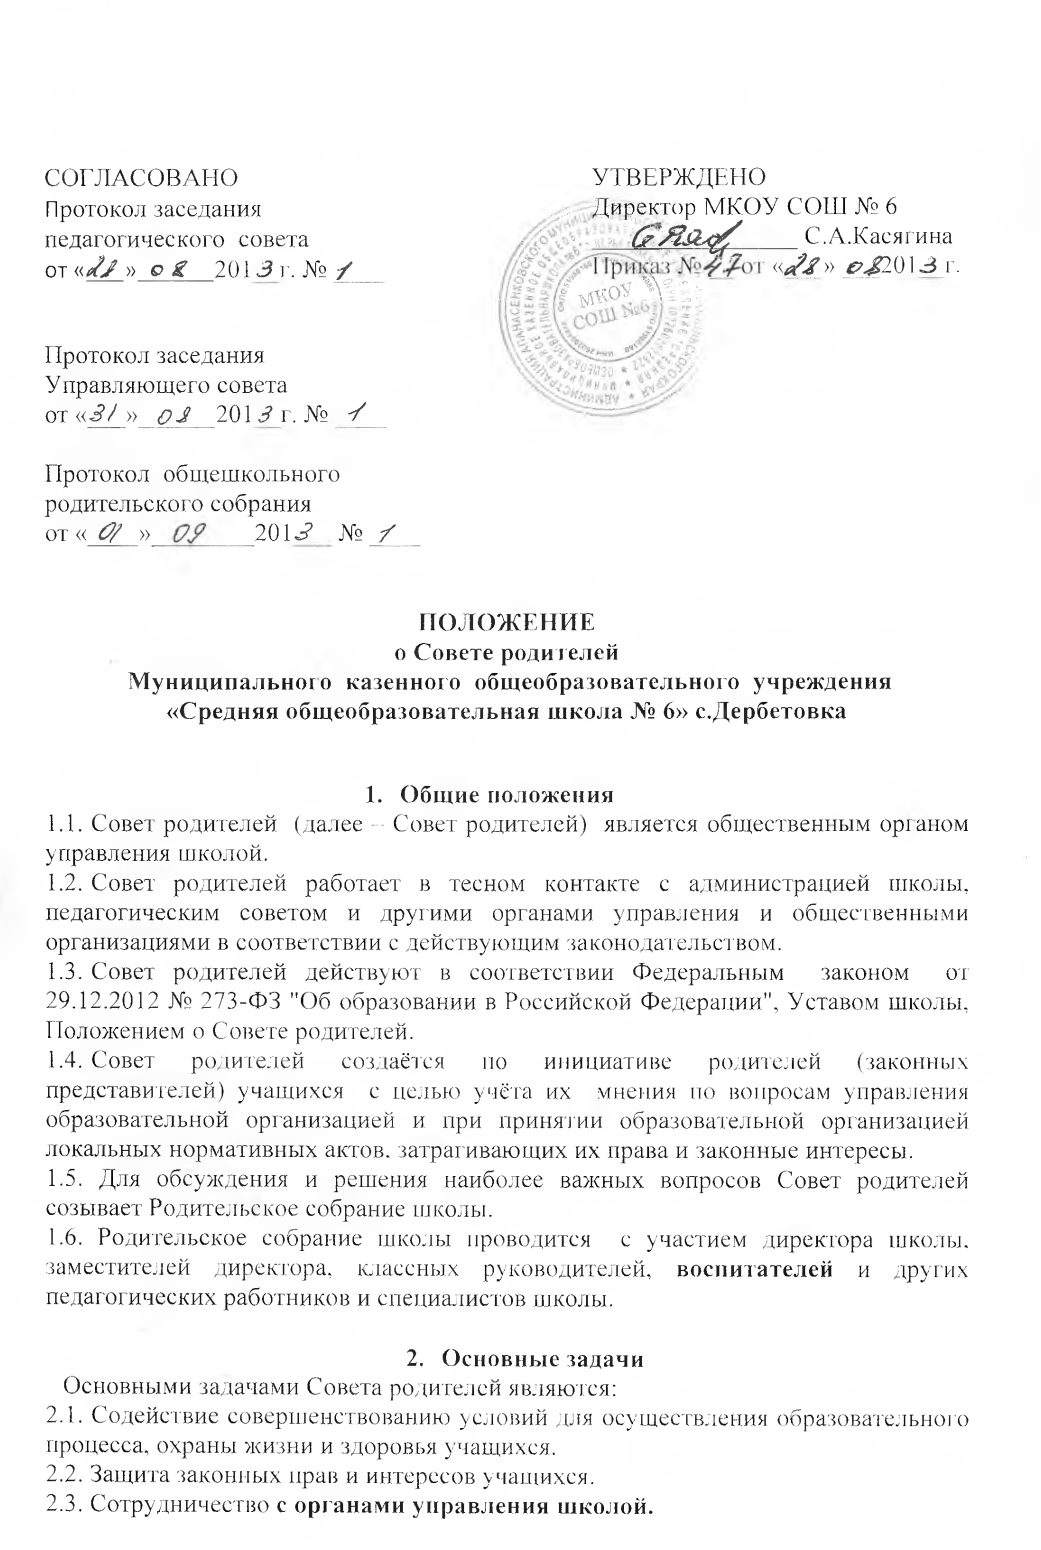 СОГЛАСОВАНО
Протокол заседания
педагогического совета
от «21» 08 2013 г. № 1
Протокол заседания
Управляющего совета
от «31» 08 2013 г. № 1
Протокол общешкольного
родительского собрания
от «01» 09 2013 № 1
УТВЕРЖДЕНО
Директор МКОУ СОШ № 6
С.А.Касягина
Приказ № 47 от «28» 08 2013 г.
МКОУ
СОШ №6
ПОЛОЖЕНИЕ
о Совете родителей
Муниципального казенного общеобразовательного учреждения
«Средняя общеобразовательная школа № 6» с.Дербетовка
1. Общие положения
1.1. Совет родителей (далее – Совет родителей) является общественным органом
управления школой.
1.2. Совет родителей работает в тесном контакте с администрацией школы,
педагогическим советом и другими органами управления и общественными
организациями в соответствии с действующим законодательством.
1.3. Совет родителей действуют в соответствии Федеральным законом от
29.12.2012 № 273-ФЗ "Об образовании в Российской Федерации", Уставом школы,
Положением о Совете родителей.
1.4. Совет родителей создаётся по инициативе родителей (законных
представителей) учащихся с целью учёта их мнения по вопросам управления
образовательной организацией и при принятии образовательной организацией
локальных нормативных актов, затрагивающих их права и законные интересы.
1.5. Для обсуждения и решения наиболее важных вопросов Совет родителей
созывает Родительское собрание школы.
1.6. Родительское собрание школы проводится с участием директора школы,
заместителей директора, классных руководителей, воспитателей и других
педагогических работников и специалистов школы.
2. Основные задачи
Основными задачами Совета родителей являются:
2.1. Содействие совершенствованию условий для осуществления образовательного
процесса, охраны жизни и здоровья учащихся.
2.2. Защита законных прав и интересов учащихся.
2.3. Сотрудничество с органами управления школой.